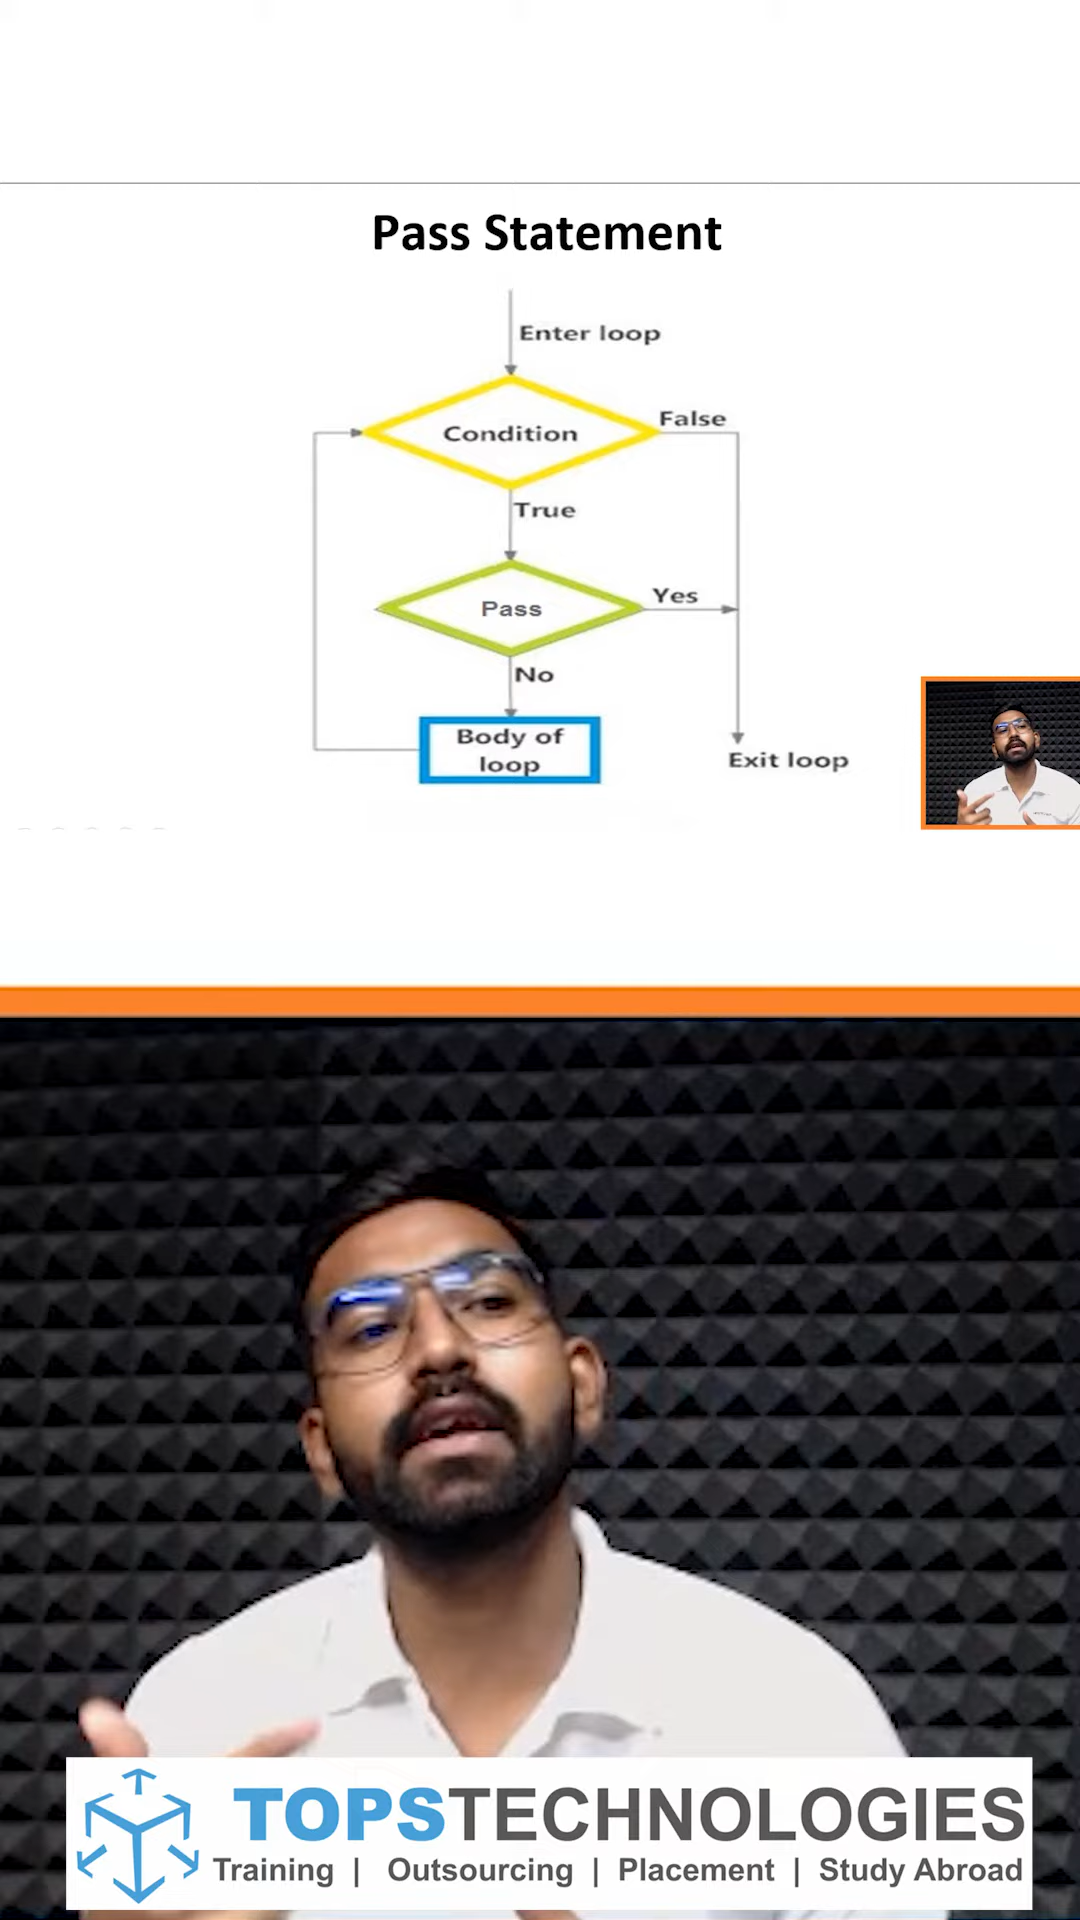 Pass Statement
Enter loop
Condition
False
True
Pass
Yes
No
Body of
loop
Exit loop
TOPSTECHNOLOGIES
Training | Outsourcing | Placement | Study Abroad